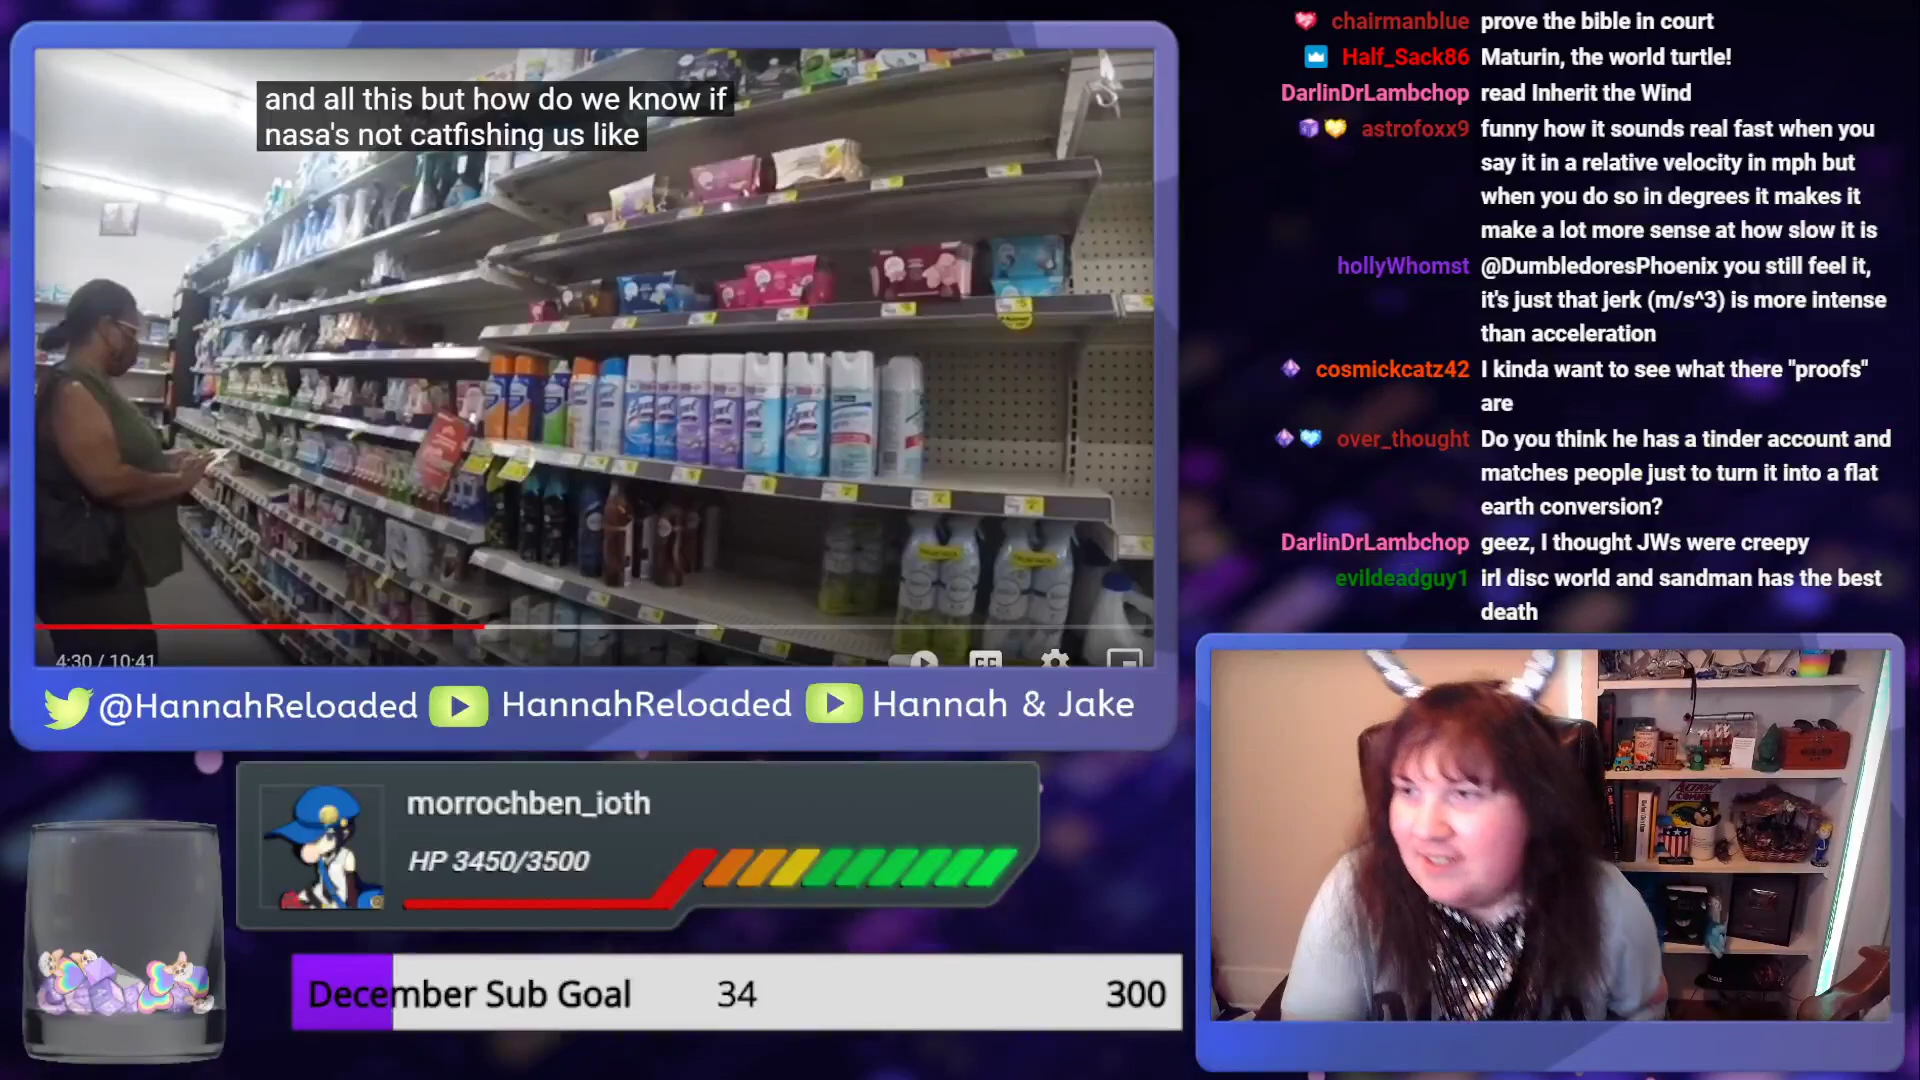 and all this but how do we know if
nasa's not catfishing us like
4:30 / 10:41
CC
@HannahReloaded HannahReloaded Hannah & Jake
morrochben_ioth
HP 3450/3500
December Sub Goal 34 300
chairmanblue prove the bible in court
Half_Sack86 Maturin, the world turtle!
DarlinDrLambchop read Inherit the Wind
astrofoxx9 funny how it sounds real fast when you
say it in a relative velocity in mph but
when you do so in degrees it makes it
make a lot more sense at how slow it is
hollyWhomst @DumbledoresPhoenix you still feel it,
it's just that jerk (m/s^3) is more intense
than acceleration
cosmickcatz42 I kinda want to see what there "proofs"
are
over_thought Do you think he has a tinder account and
matches people just to turn it into a flat
earth conversion?
DarlinDrLambchop geez, I thought JWs were creepy
evildeadguy1 irl disc world and sandman has the best
death